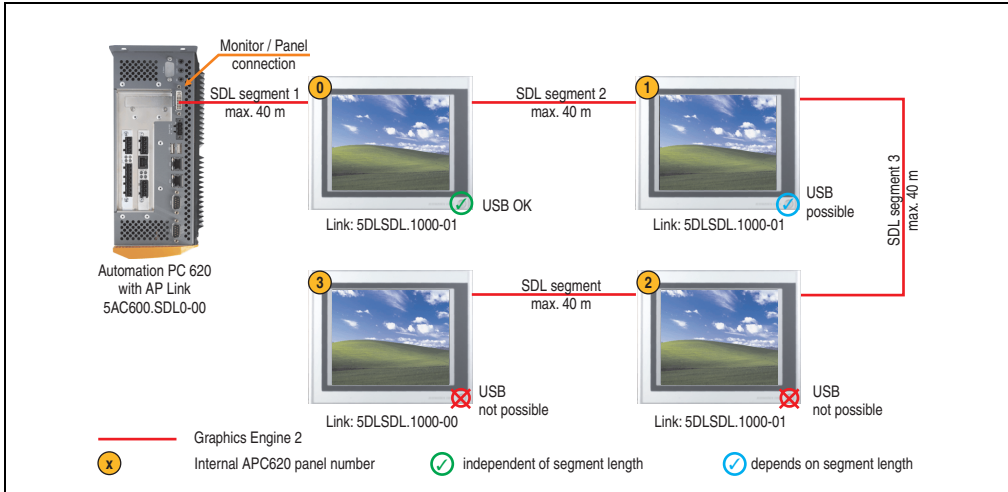 Monitor / Panel
connection
SDL segment 1
max. 40 m
0
SDL segment 2
max. 40 m
1
SDL segment 3
max. 40 m
USB OK
USB
possible
Link: 5DLSDL.1000-01
Link: 5DLSDL.1000-01
Automation PC 620
with AP Link
5AC600.SDL0-00
3
SDL segment
max. 40 m
2
USB
not possible
USB
not possible
Link: 5DLSDL.1000-00
Link: 5DLSDL.1000-01
Graphics Engine 2
x
Internal APC620 panel number
independent of segment length
depends on segment length